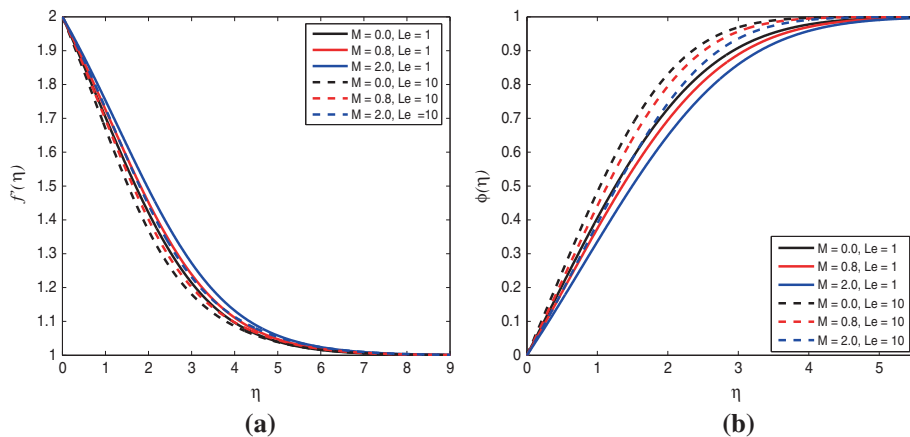 2
1.9
1.8
1.7
1.6
1.5
1.4
1.3
1.2
1.1
1
0 1 2 3 4 5 6 7 8 9
f'(η)
η
M = 0.0, Le = 1
M = 0.8, Le = 1
M = 2.0, Le = 1
M = 0.0, Le = 10
M = 0.8, Le = 10
M = 2.0, Le =10
(a)
1
0.9
0.8
0.7
0.6
0.5
0.4
0.3
0.2
0.1
0
0 1 2 3 4 5
ϕ(η)
η
M = 0.0, Le = 1
M = 0.8, Le = 1
M = 2.0, Le = 1
M = 0.0, Le = 10
M = 0.8, Le = 10
M = 2.0, Le = 10
(b)